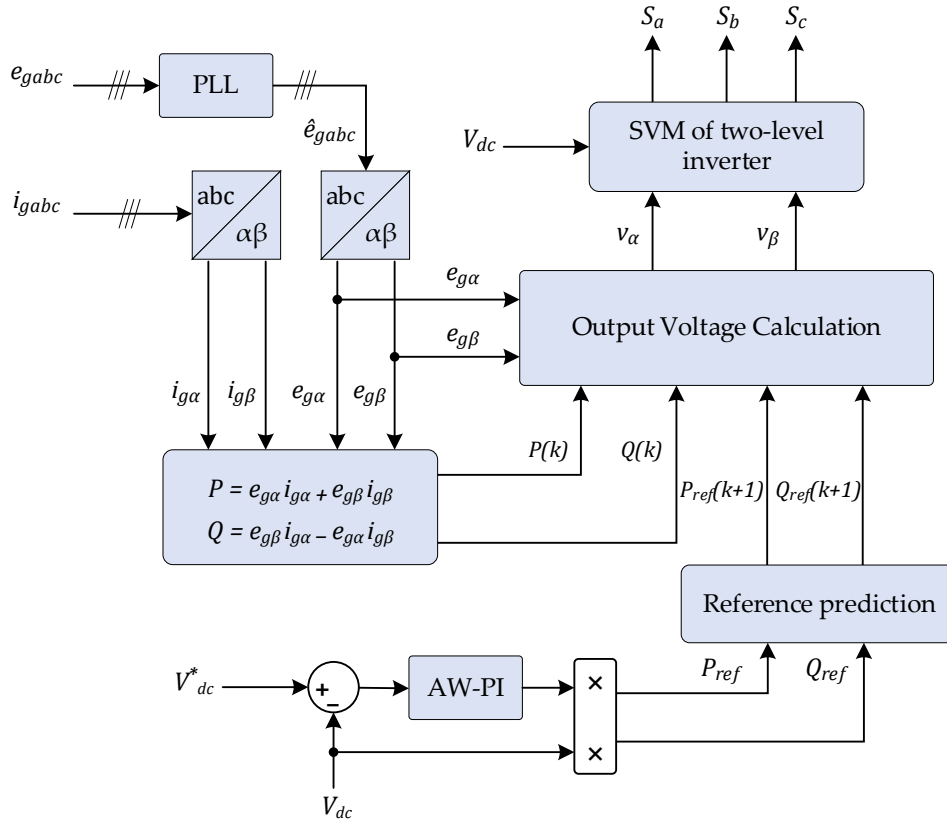 S_a
S_b
S_c
e_gabc
PLL
ê_gabc
V_dc
SVM of two-level
inverter
i_gabc
abc
αβ
abc
αβ
v_α
v_β
e_gα
e_gβ
Output Voltage Calculation
i_gα
i_gβ
e_gα
e_gβ
P(k)
Q(k)
P_ref(k+1)
Q_ref(k+1)
P = e_gα i_gα + e_gβ i_gβ
Q = e_gβ i_gα − e_gα i_gβ
Reference prediction
V*_dc
+
−
AW-PI
×
×
P_ref
Q_ref
V_dc